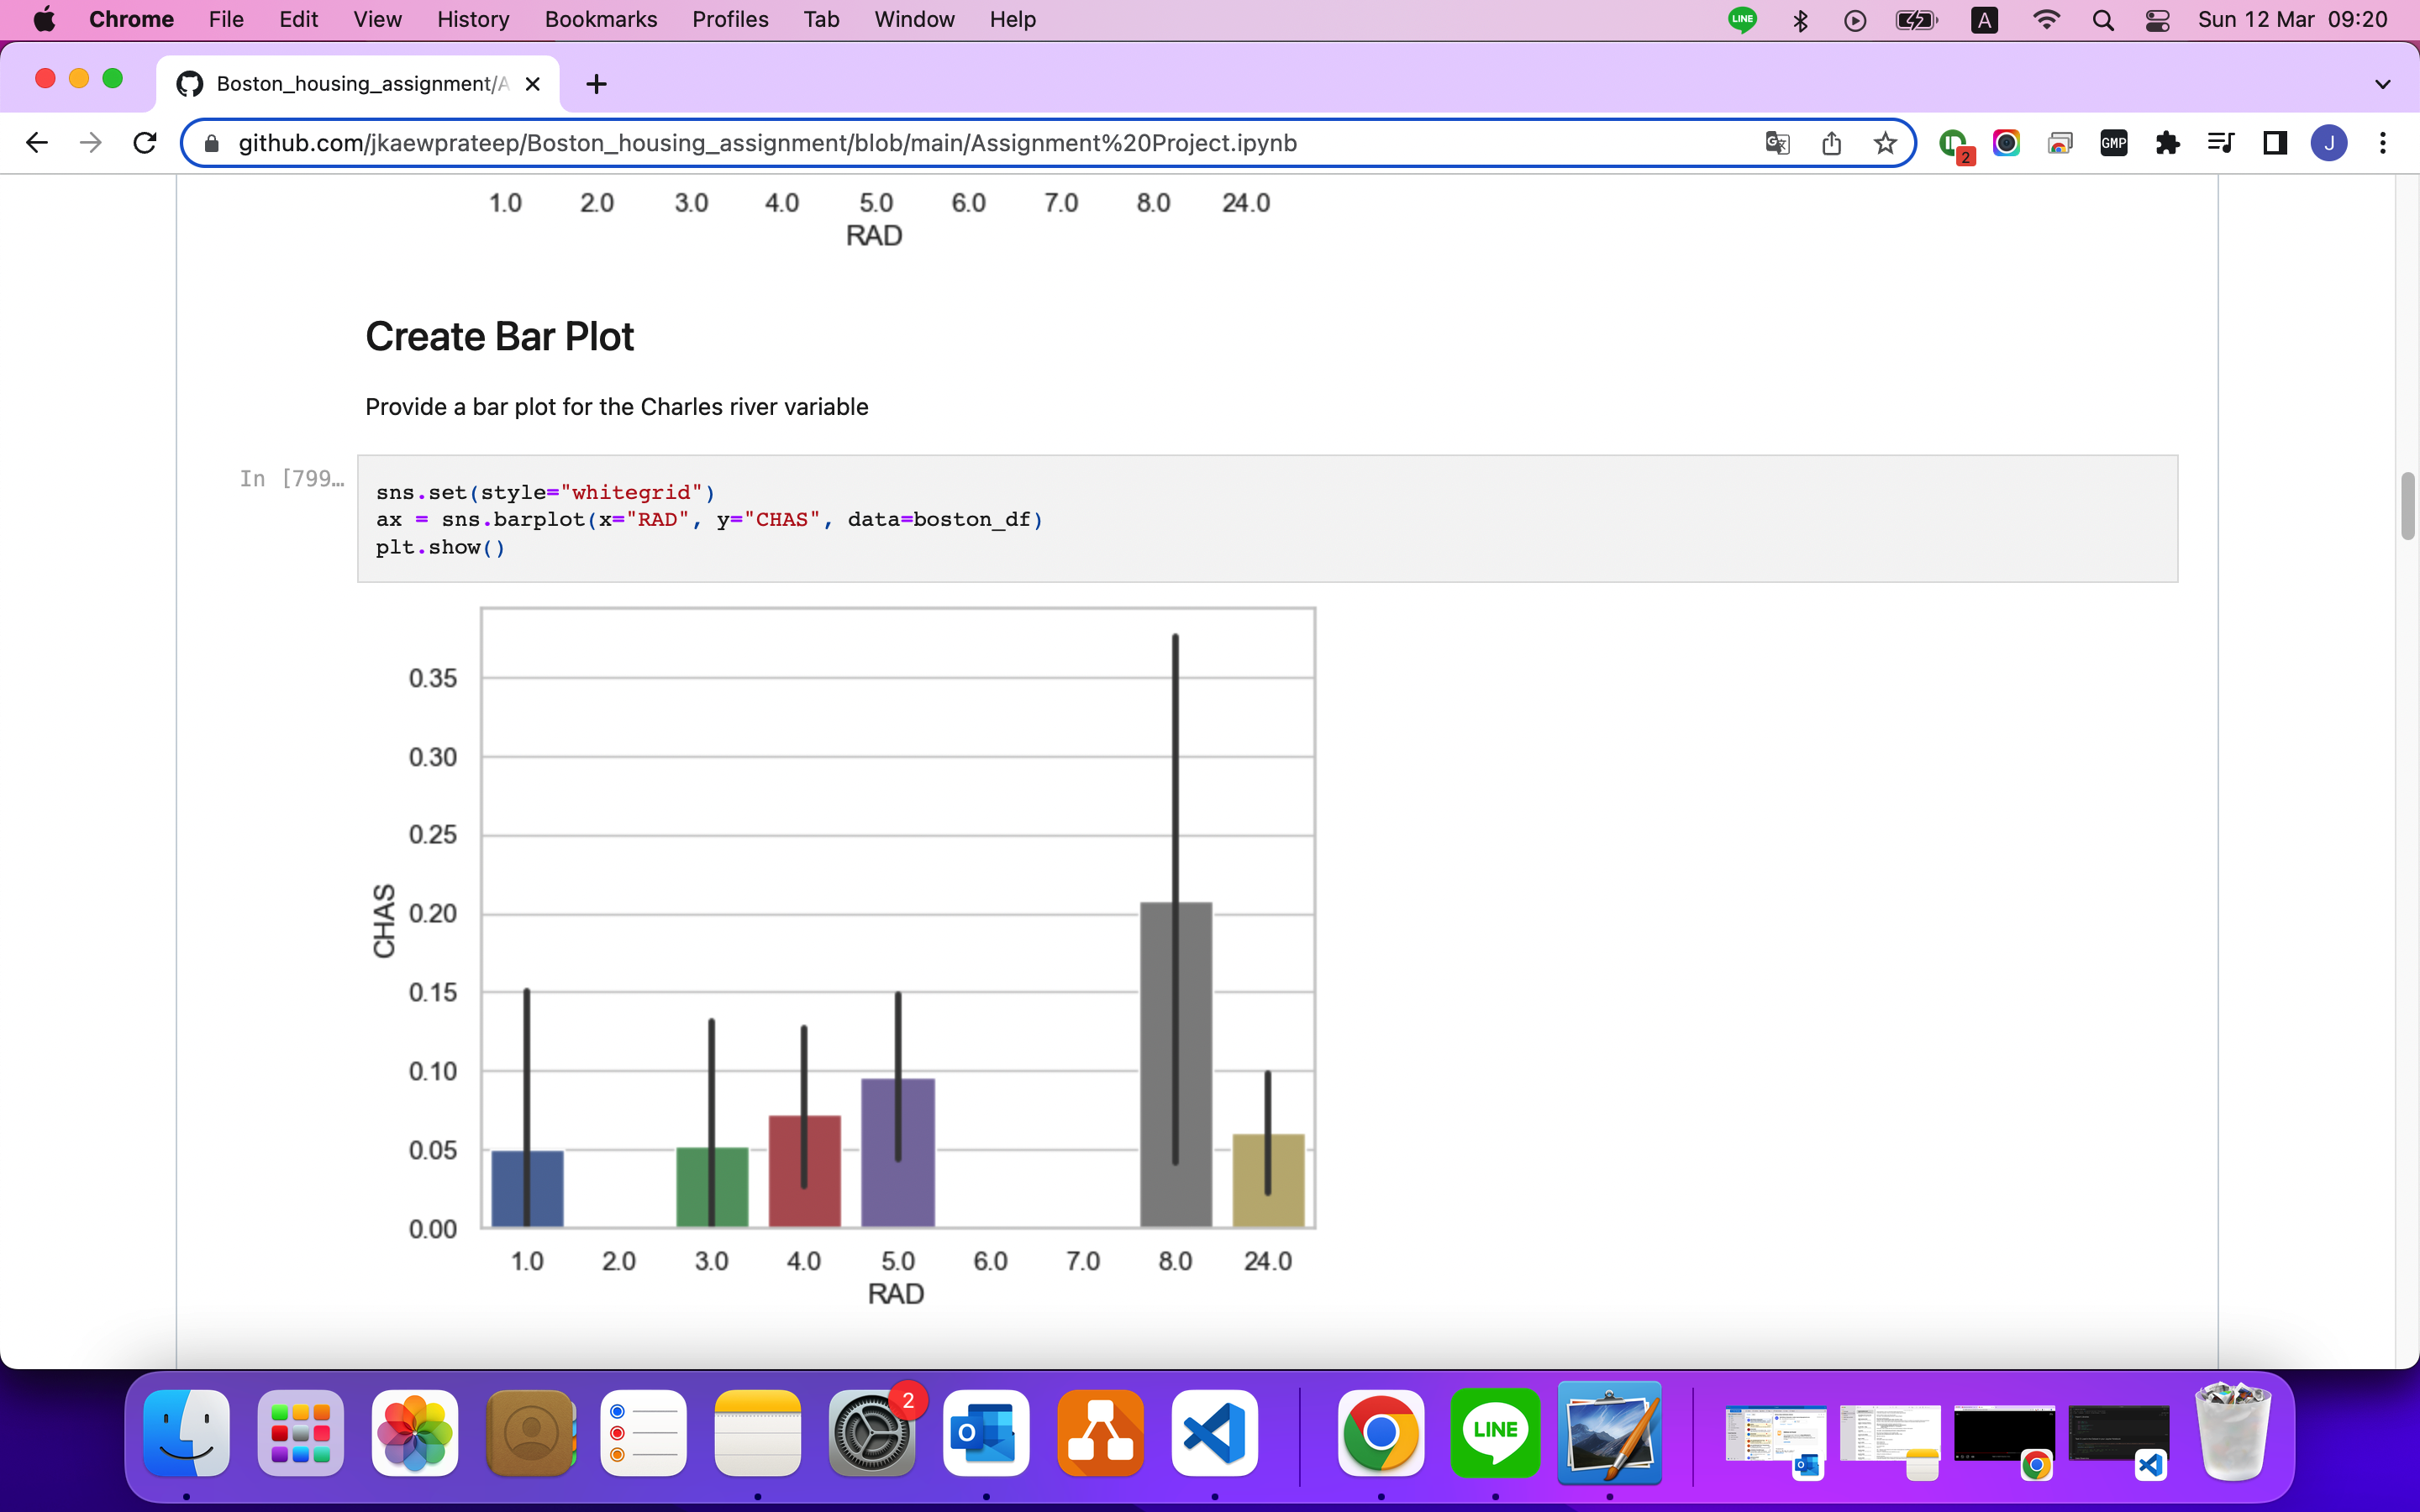 Chrome File Edit View History Bookmarks Profiles Tab Window Help LINE A Sun 12 Mar 09:20
Boston_housing_assignment/A
github.com/jkaewprateep/Boston_housing_assignment/blob/main/Assignment%20Project.ipynb 2 GMP J
1.0 2.0 3.0 4.0 5.0 6.0 7.0 8.0 24.0
RAD
Create Bar Plot
Provide a bar plot for the Charles river variable
In [799…
sns.set(style="whitegrid")
ax = sns.barplot(x="RAD", y="CHAS", data=boston_df)
plt.show()
0.35
0.30
0.25
0.20
0.15
0.10
0.05
0.00
CHAS
1.0 2.0 3.0 4.0 5.0 6.0 7.0 8.0 24.0
RAD
2
LINE